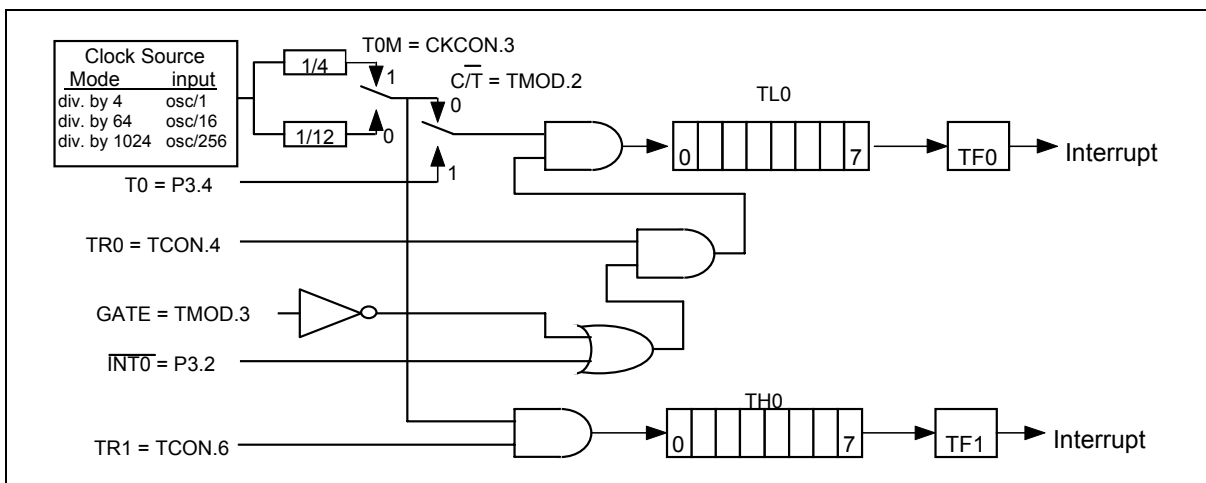 Clock Source
Mode input
div. by 4 osc/1
div. by 64 osc/16
div. by 1024 osc/256
1/4
1/12
T0M = CKCON.3
1
0
C/T̅ = TMOD.2
0
1
T0 = P3.4
TL0
0 7
TF0
Interrupt
TR0 = TCON.4
GATE = TMOD.3
I̅N̅T̅0̅ = P3.2
TR1 = TCON.6
TH0
0 7
TF1
Interrupt